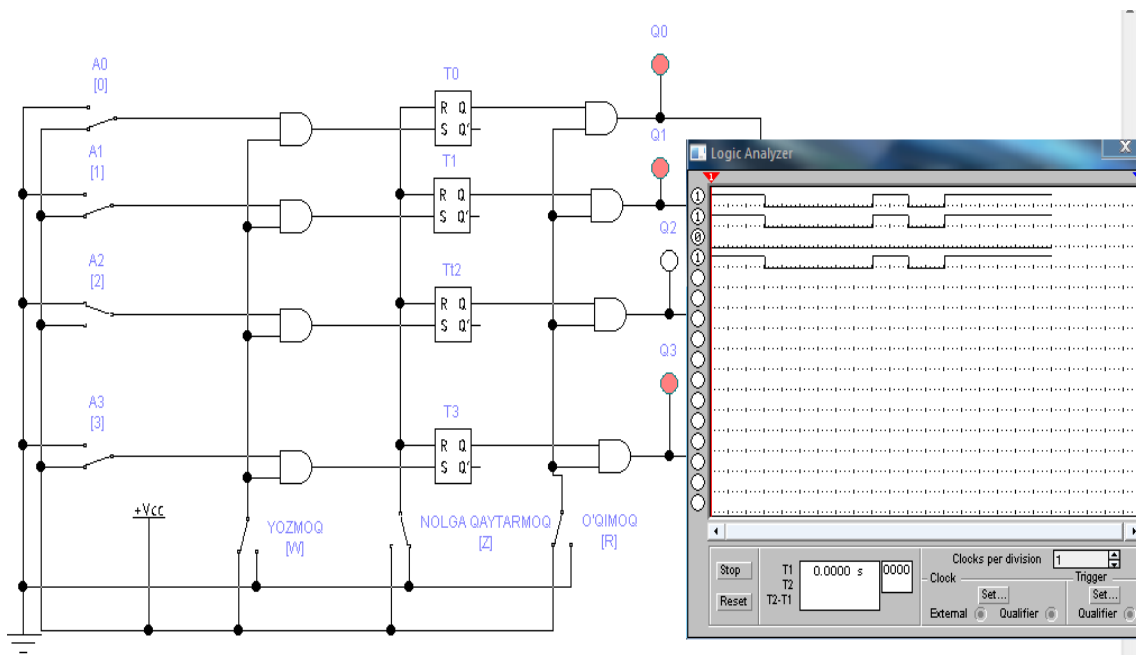 Q0
A0
[0]
T0
R Q
S Q'
Q1
A1
[1]
T1
R Q
S Q'
Q2
A2
[2]
Tt2
R Q
S Q'
Q3
A3
[3]
T3
R Q
S Q'
+Vcc
YOZMOQ
[W]
NOLGA QAYTARMOQ
[Z]
O'QIMOQ
[R]
Logic Analyzer
X
1
1
1
0
1
Stop
Reset
T1
T2
T2-T1
0.0000 s
0000
Clocks per division
1
Clock
Set...
External
Qualifier
Trigger
Set...
Qualifier